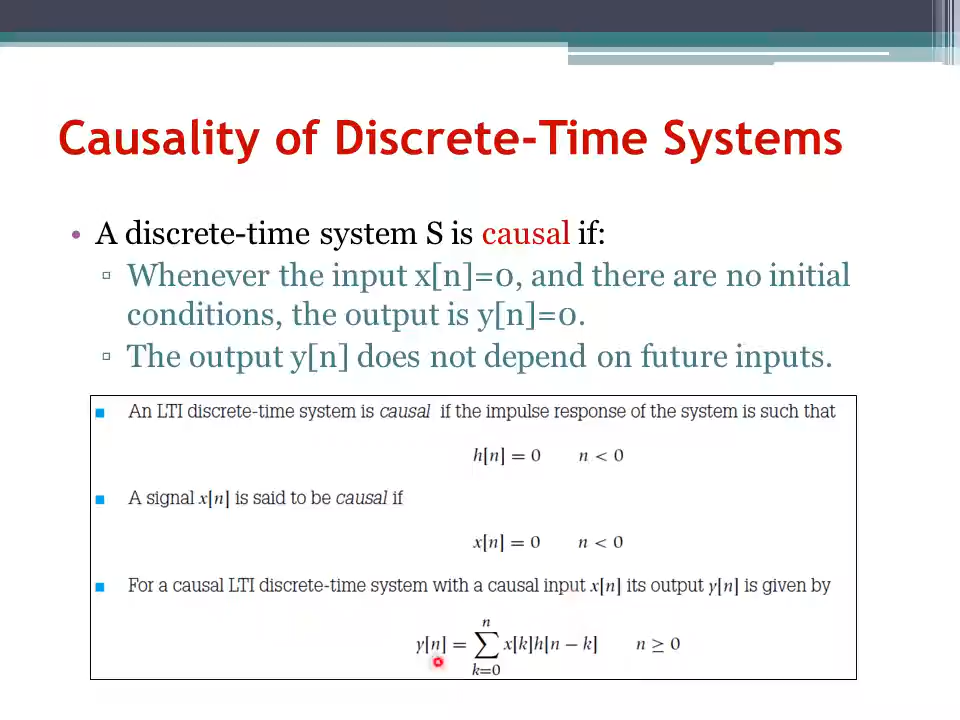 Causality of Discrete-Time Systems
• A discrete-time system S is causal if:
▫ Whenever the input x[n]=0, and there are no initial
conditions, the output is y[n]=0.
▫ The output y[n] does not depend on future inputs.
■ An LTI discrete-time system is causal if the impulse response of the system is such that
h[n] = 0 n < 0
■ A signal x[n] is said to be causal if
x[n] = 0 n < 0
■ For a causal LTI discrete-time system with a causal input x[n] its output y[n] is given by
n
y[n] = ∑ x[k]h[n − k] n ≥ 0
k=0